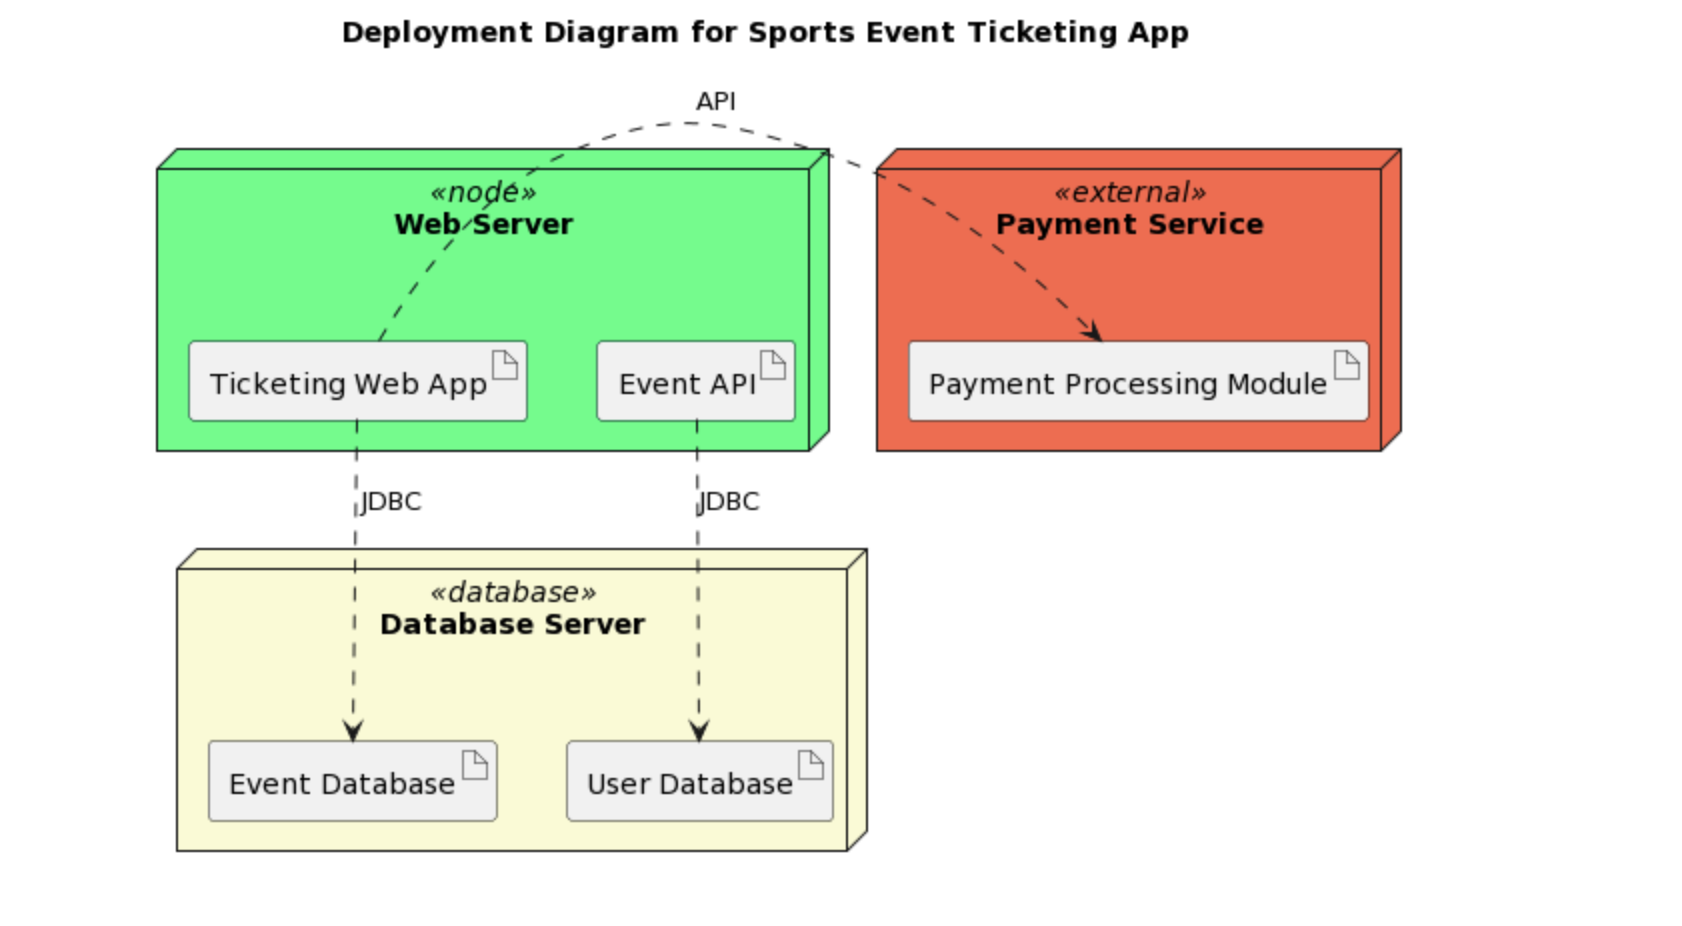 Deployment Diagram for Sports Event Ticketing App
API
«node»
Web Server
«external»
Payment Service
Ticketing Web App
Event API
Payment Processing Module
JDBC
JDBC
«database»
Database Server
Event Database
User Database